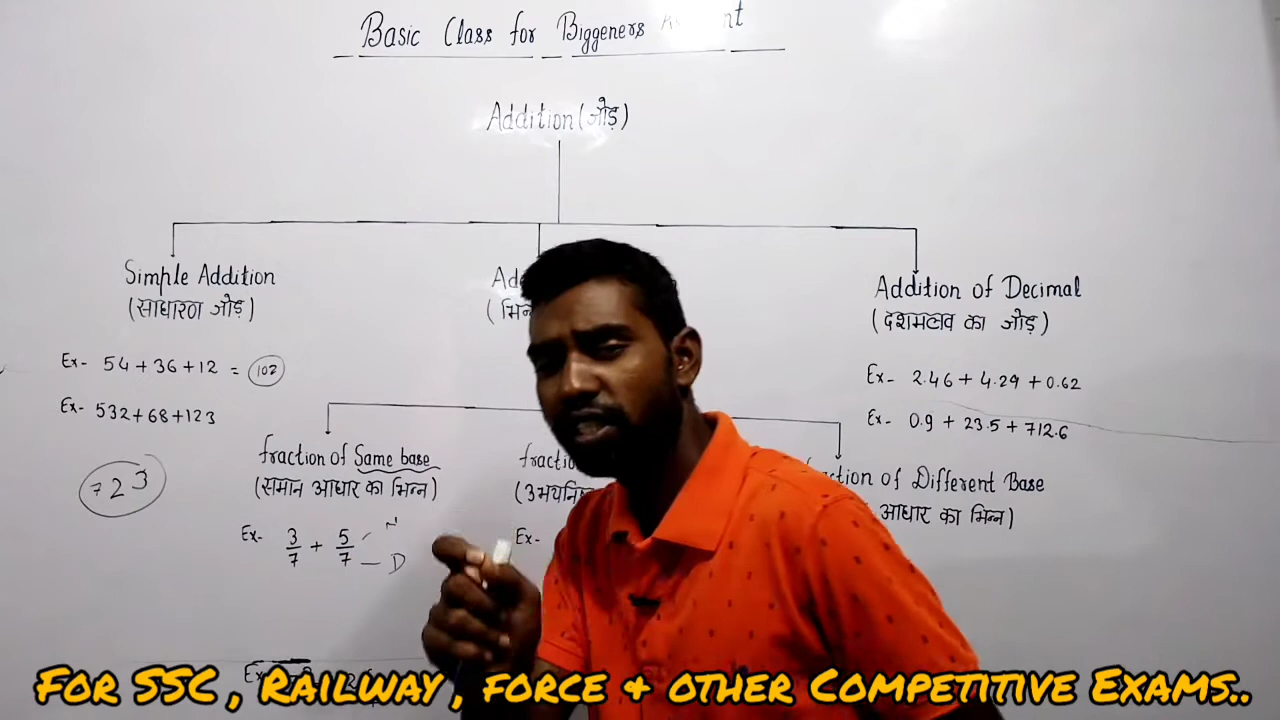 Basic Class for Biggeners
Addition (जोड़)
Simple Addition
(साधारण जोड़)
Ex- 54 + 36 + 12 = 102
Ex- 532 + 68 + 123
723
(भिन्न
Addition of Decimal
(दशमलव का जोड़)
Ex- 2.46 + 4.29 + 0.62
Ex- 0.9 + 23.5 + 712.6
fraction of Same base
(समान आधार का भिन्न)
Ex- 3/7 + 5/7 N D
Ex-
of Different Base
आधार का भिन्न)
For SSC, Railway, force & other Competitive Exams..